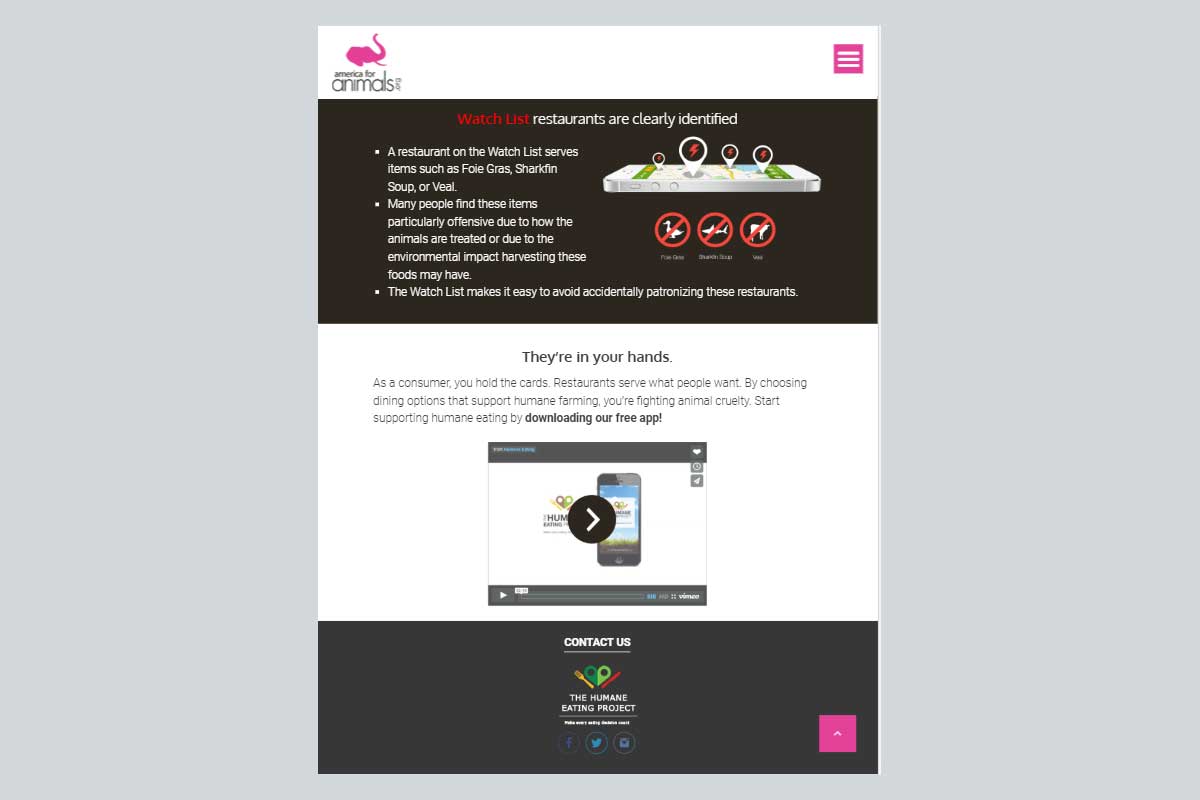 america for
animals.org
Watch List restaurants are clearly identified
A restaurant on the Watch List serves
items such as Foie Gras, Sharkfin
Soup, or Veal.
Many people find these items
particularly offensive due to how the
animals are treated or due to the
environmental impact harvesting these
foods may have.
The Watch List makes it easy to avoid accidentally patronizing these restaurants.
Foie Gras Sharkfin Soup Veal
They're in your hands.
As a consumer, you hold the cards. Restaurants serve what people want. By choosing
dining options that support humane farming, you're fighting animal cruelty. Start
supporting humane eating by downloading our free app!
from Humane Eating
HUM
EATING
HUMANE
HD vimeo
CONTACT US
THE HUMANE
EATING PROJECT
Make every eating decision count